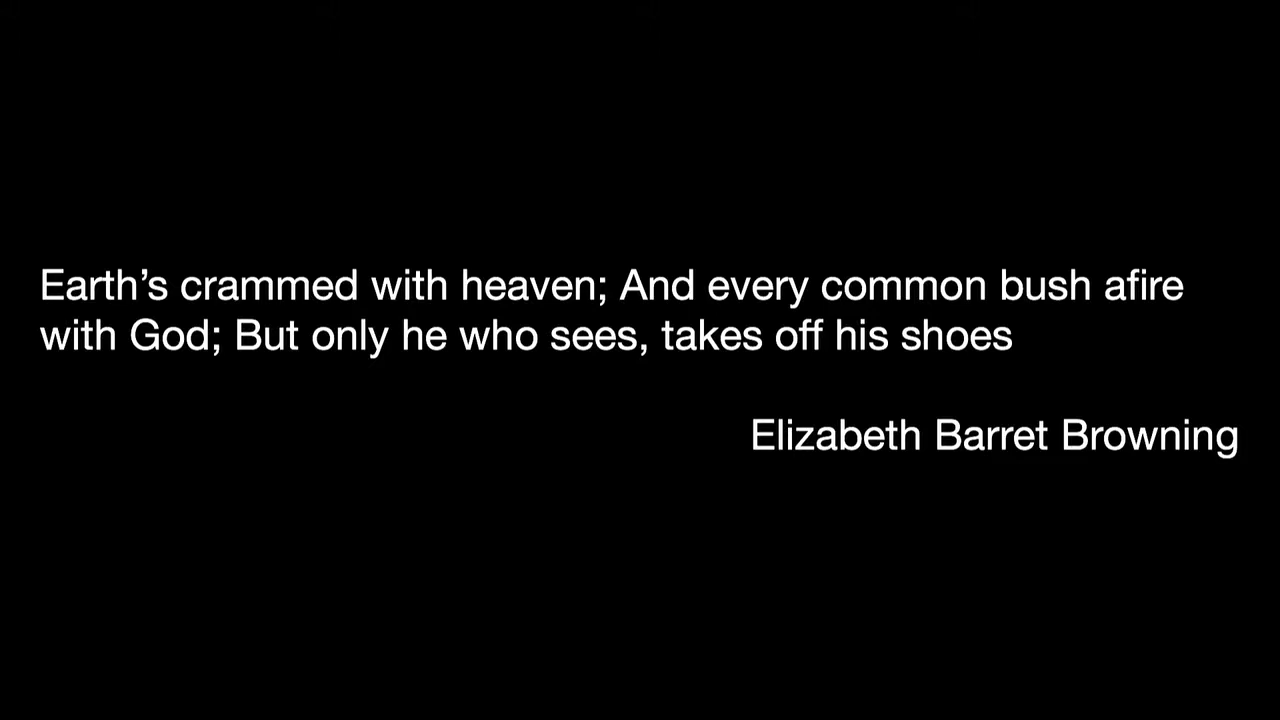 Earth’s crammed with heaven; And every common bush afire
with God; But only he who sees, takes off his shoes
Elizabeth Barret Browning